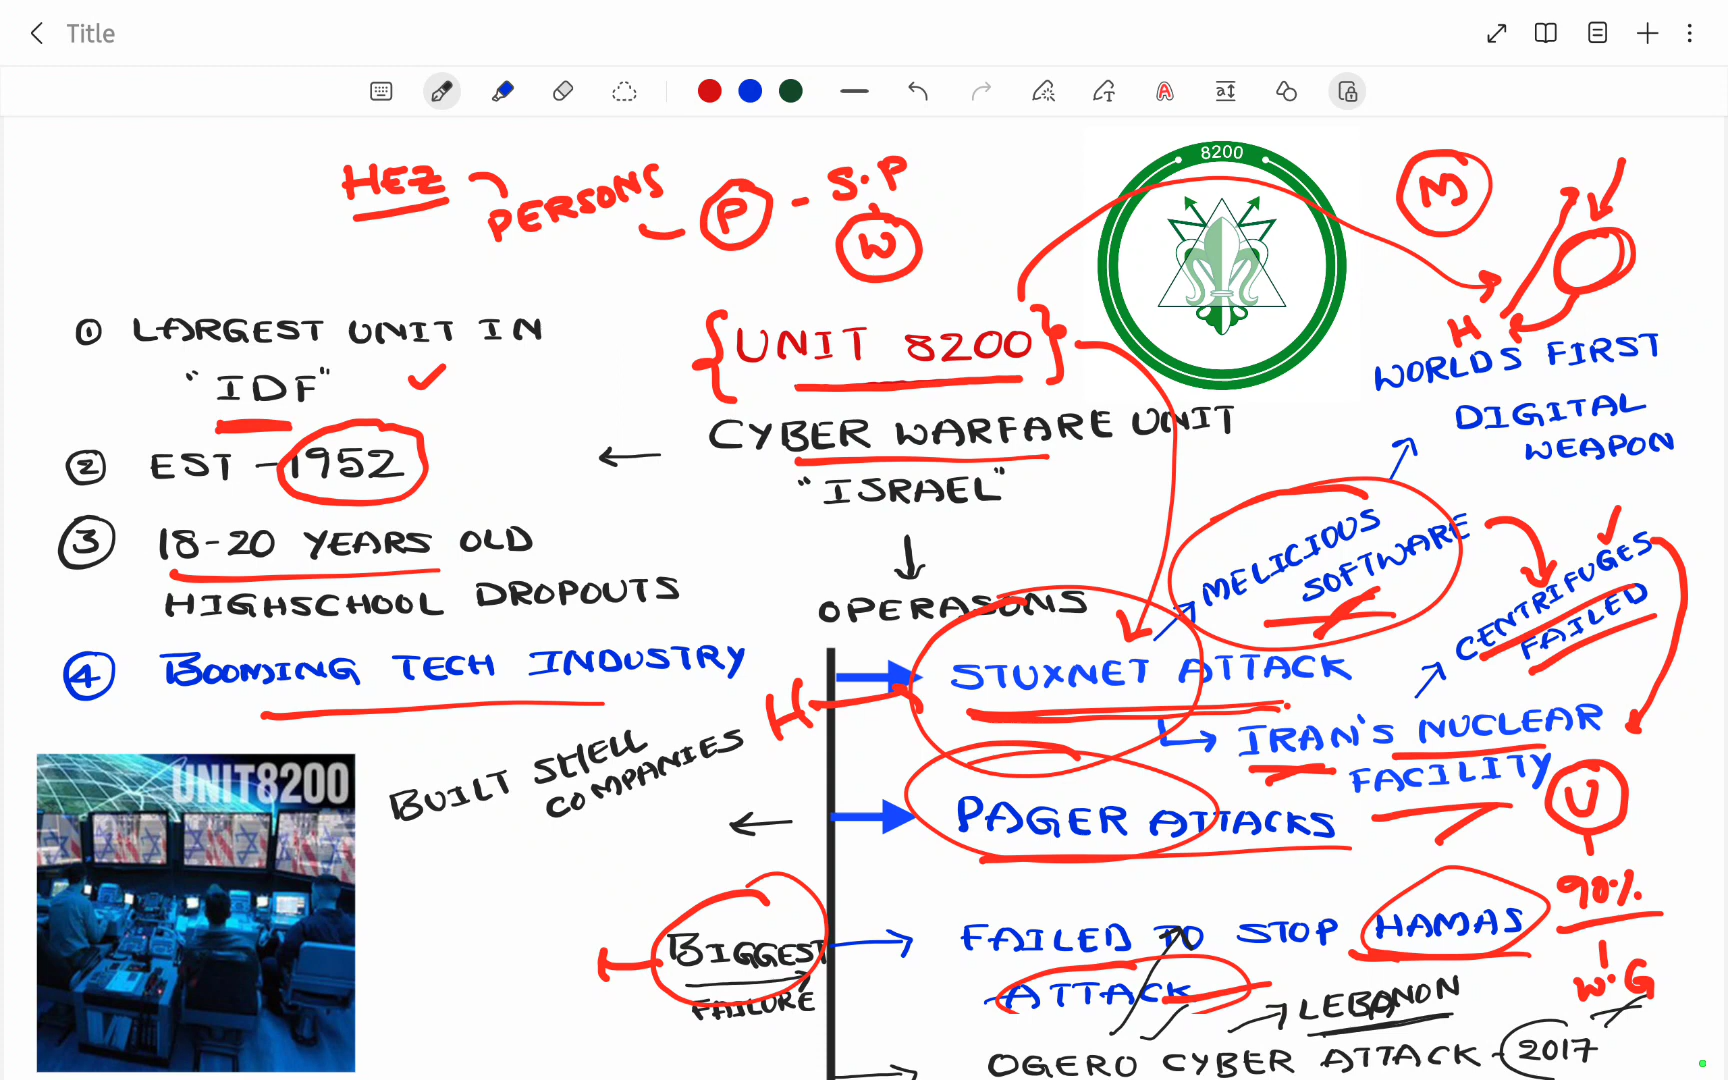 Title
HEZ
PERSONS
P - S.P
W
8200
M
H
① LARGEST UNIT IN
"IDF"
② EST - 1952
③ 18-20 YEARS OLD
HIGHSCHOOL DROPOUTS
④ BOOMING TECH INDUSTRY
{UNIT 8200}
CYBER WARFARE UNIT
"ISRAEL"
OPERASONS
WORLDS FIRST
DIGITAL
WEAPON
MELICIOUS
SOFTWARE
CENTRIFUGES
FAILED
H
STUXNET ATTACK
IRAN'S NUCLEAR
FACILITY
U
90%
W.G
PAGER ATTACKS
BUILT SHELL
COMPANIES
UNIT8200
BIGGEST
FAILURE
FAILED TO STOP HAMAS
ATTACK
LEBANON
OGERO CYBER ATTACK - 2017